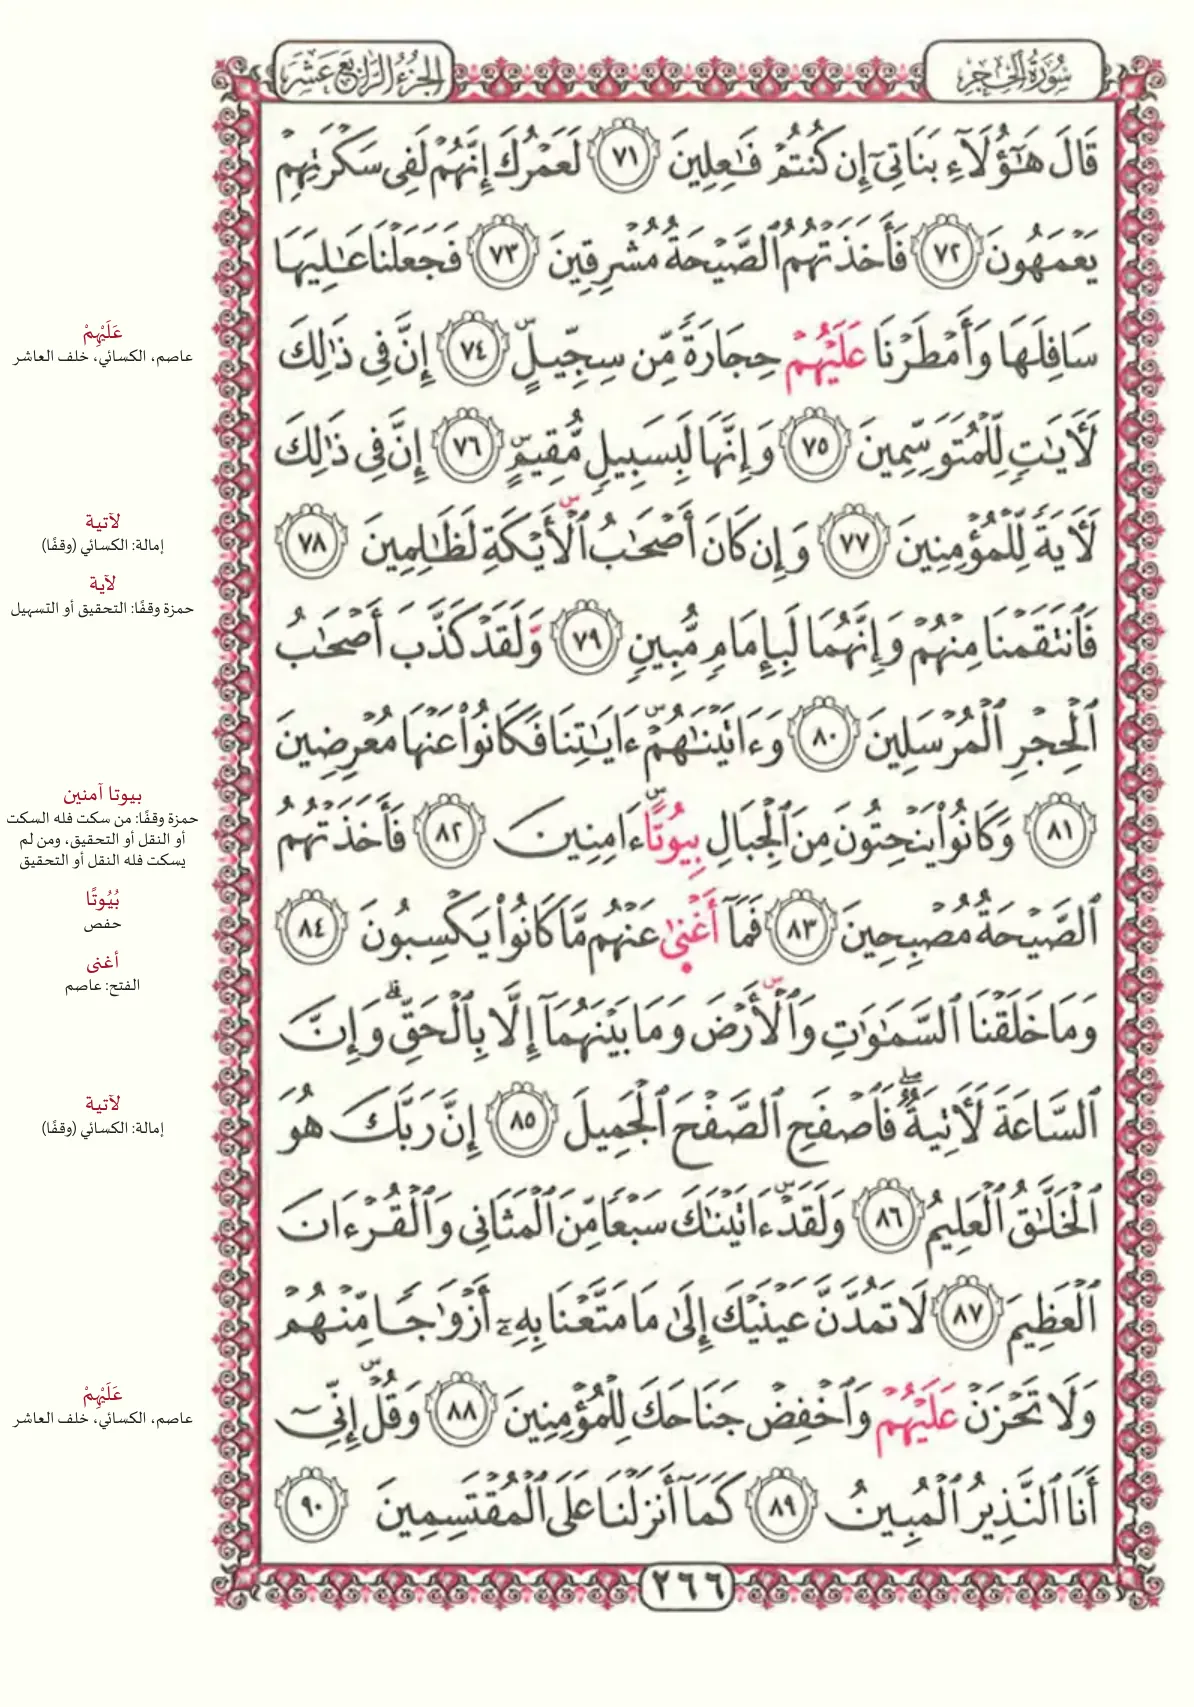 سُورَةُ الْحِجْرِ
الجُزْءُ الرَّابِعَ عَشَرَ
قَالَ هَٰٓؤُلَآءِ بَنَاتِىٓ إِن كُنتُمْ فَٰعِلِينَ ٧١ لَعَمْرُكَ إِنَّهُمْ لَفِى سَكْرَتِهِمْ
يَعْمَهُونَ ٧٢ فَأَخَذَتْهُمُ ٱلصَّيْحَةُ مُشْرِقِينَ ٧٣ فَجَعَلْنَا عَٰلِيَهَا
سَافِلَهَا وَأَمْطَرْنَا عَلَيْهُمْ حِجَارَةً مِّن سِجِّيلٍ ٧٤ إِنَّ فِى ذَٰلِكَ
لَأٓيَٰتٍ لِّلْمُتَوَسِّمِينَ ٧٥ وَإِنَّهَا لَبِسَبِيلٍ مُّقِيمٍ ٧٦ إِنَّ فِى ذَٰلِكَ
لَأٓيَةً لِّلْمُؤْمِنِينَ ٧٧ وَإِن كَانَ أَصْحَٰبُ ٱلْأَيْكَةِ لَظَٰلِمِينَ ٧٨
فَٱنتَقَمْنَا مِنْهُمْ وَإِنَّهُمَا لَبِإِمَامٍ مُّبِينٍ ٧٩ وَلَقَدْ كَذَّبَ أَصْحَٰبُ
ٱلْحِجْرِ ٱلْمُرْسَلِينَ ٨٠ وَءَاتَيْنَٰهُمْ ءَايَٰتِنَا فَكَانُوا۟ عَنْهَا مُعْرِضِينَ
٨١ وَكَانُوا۟ يَنْحِتُونَ مِنَ ٱلْجِبَالِ بِيُوتًا ءَامِنِينَ ٨٢ فَأَخَذَتْهُمُ
ٱلصَّيْحَةُ مُصْبِحِينَ ٨٣ فَمَآ أَغْنَىٰ عَنْهُم مَّا كَانُوا۟ يَكْسِبُونَ ٨٤
وَمَا خَلَقْنَا ٱلسَّمَٰوَٰتِ وَٱلْأَرْضَ وَمَا بَيْنَهُمَآ إِلَّا بِٱلْحَقِّ ۗ وَإِنَّ
ٱلسَّاعَةَ لَأٓتِيَةٌ ۖ فَٱصْفَحِ ٱلصَّفْحَ ٱلْجَمِيلَ ٨٥ إِنَّ رَبَّكَ هُوَ
ٱلْخَلَّٰقُ ٱلْعَلِيمُ ٨٦ وَلَقَدْ ءَاتَيْنَٰكَ سَبْعًا مِّنَ ٱلْمَثَانِى وَٱلْقُرْءَانَ
ٱلْعَظِيمَ ٨٧ لَا تَمُدَّنَّ عَيْنَيْكَ إِلَىٰ مَا مَتَّعْنَا بِهِۦٓ أَزْوَٰجًا مِّنْهُمْ
وَلَا تَحْزَنْ عَلَيْهُمْ وَٱخْفِضْ جَنَاحَكَ لِلْمُؤْمِنِينَ ٨٨ وَقُلْ إِنِّىٓ
أَنَا ٱلنَّذِيرُ ٱلْمُبِينُ ٨٩ كَمَآ أَنزَلْنَا عَلَى ٱلْمُقْتَسِمِينَ ٩٠
٢٦٦
عَلَيْهِمْ
عاصم، الكسائي، خلف العاشر
لآتية
إمالة: الكسائي (وقفًا)
لآية
حمزة وقفًا: التحقيق أو التسهيل
بيوتا آمنين
حمزة وقفًا: من سكت فله السكت
أو النقل أو التحقيق، ومن لم
يسكت فله النقل أو التحقيق
بُيُوتًا
حفص
أغنى
الفتح: عاصم
لآتية
إمالة: الكسائي (وقفًا)
عَلَيْهِمْ
عاصم، الكسائي، خلف العاشر